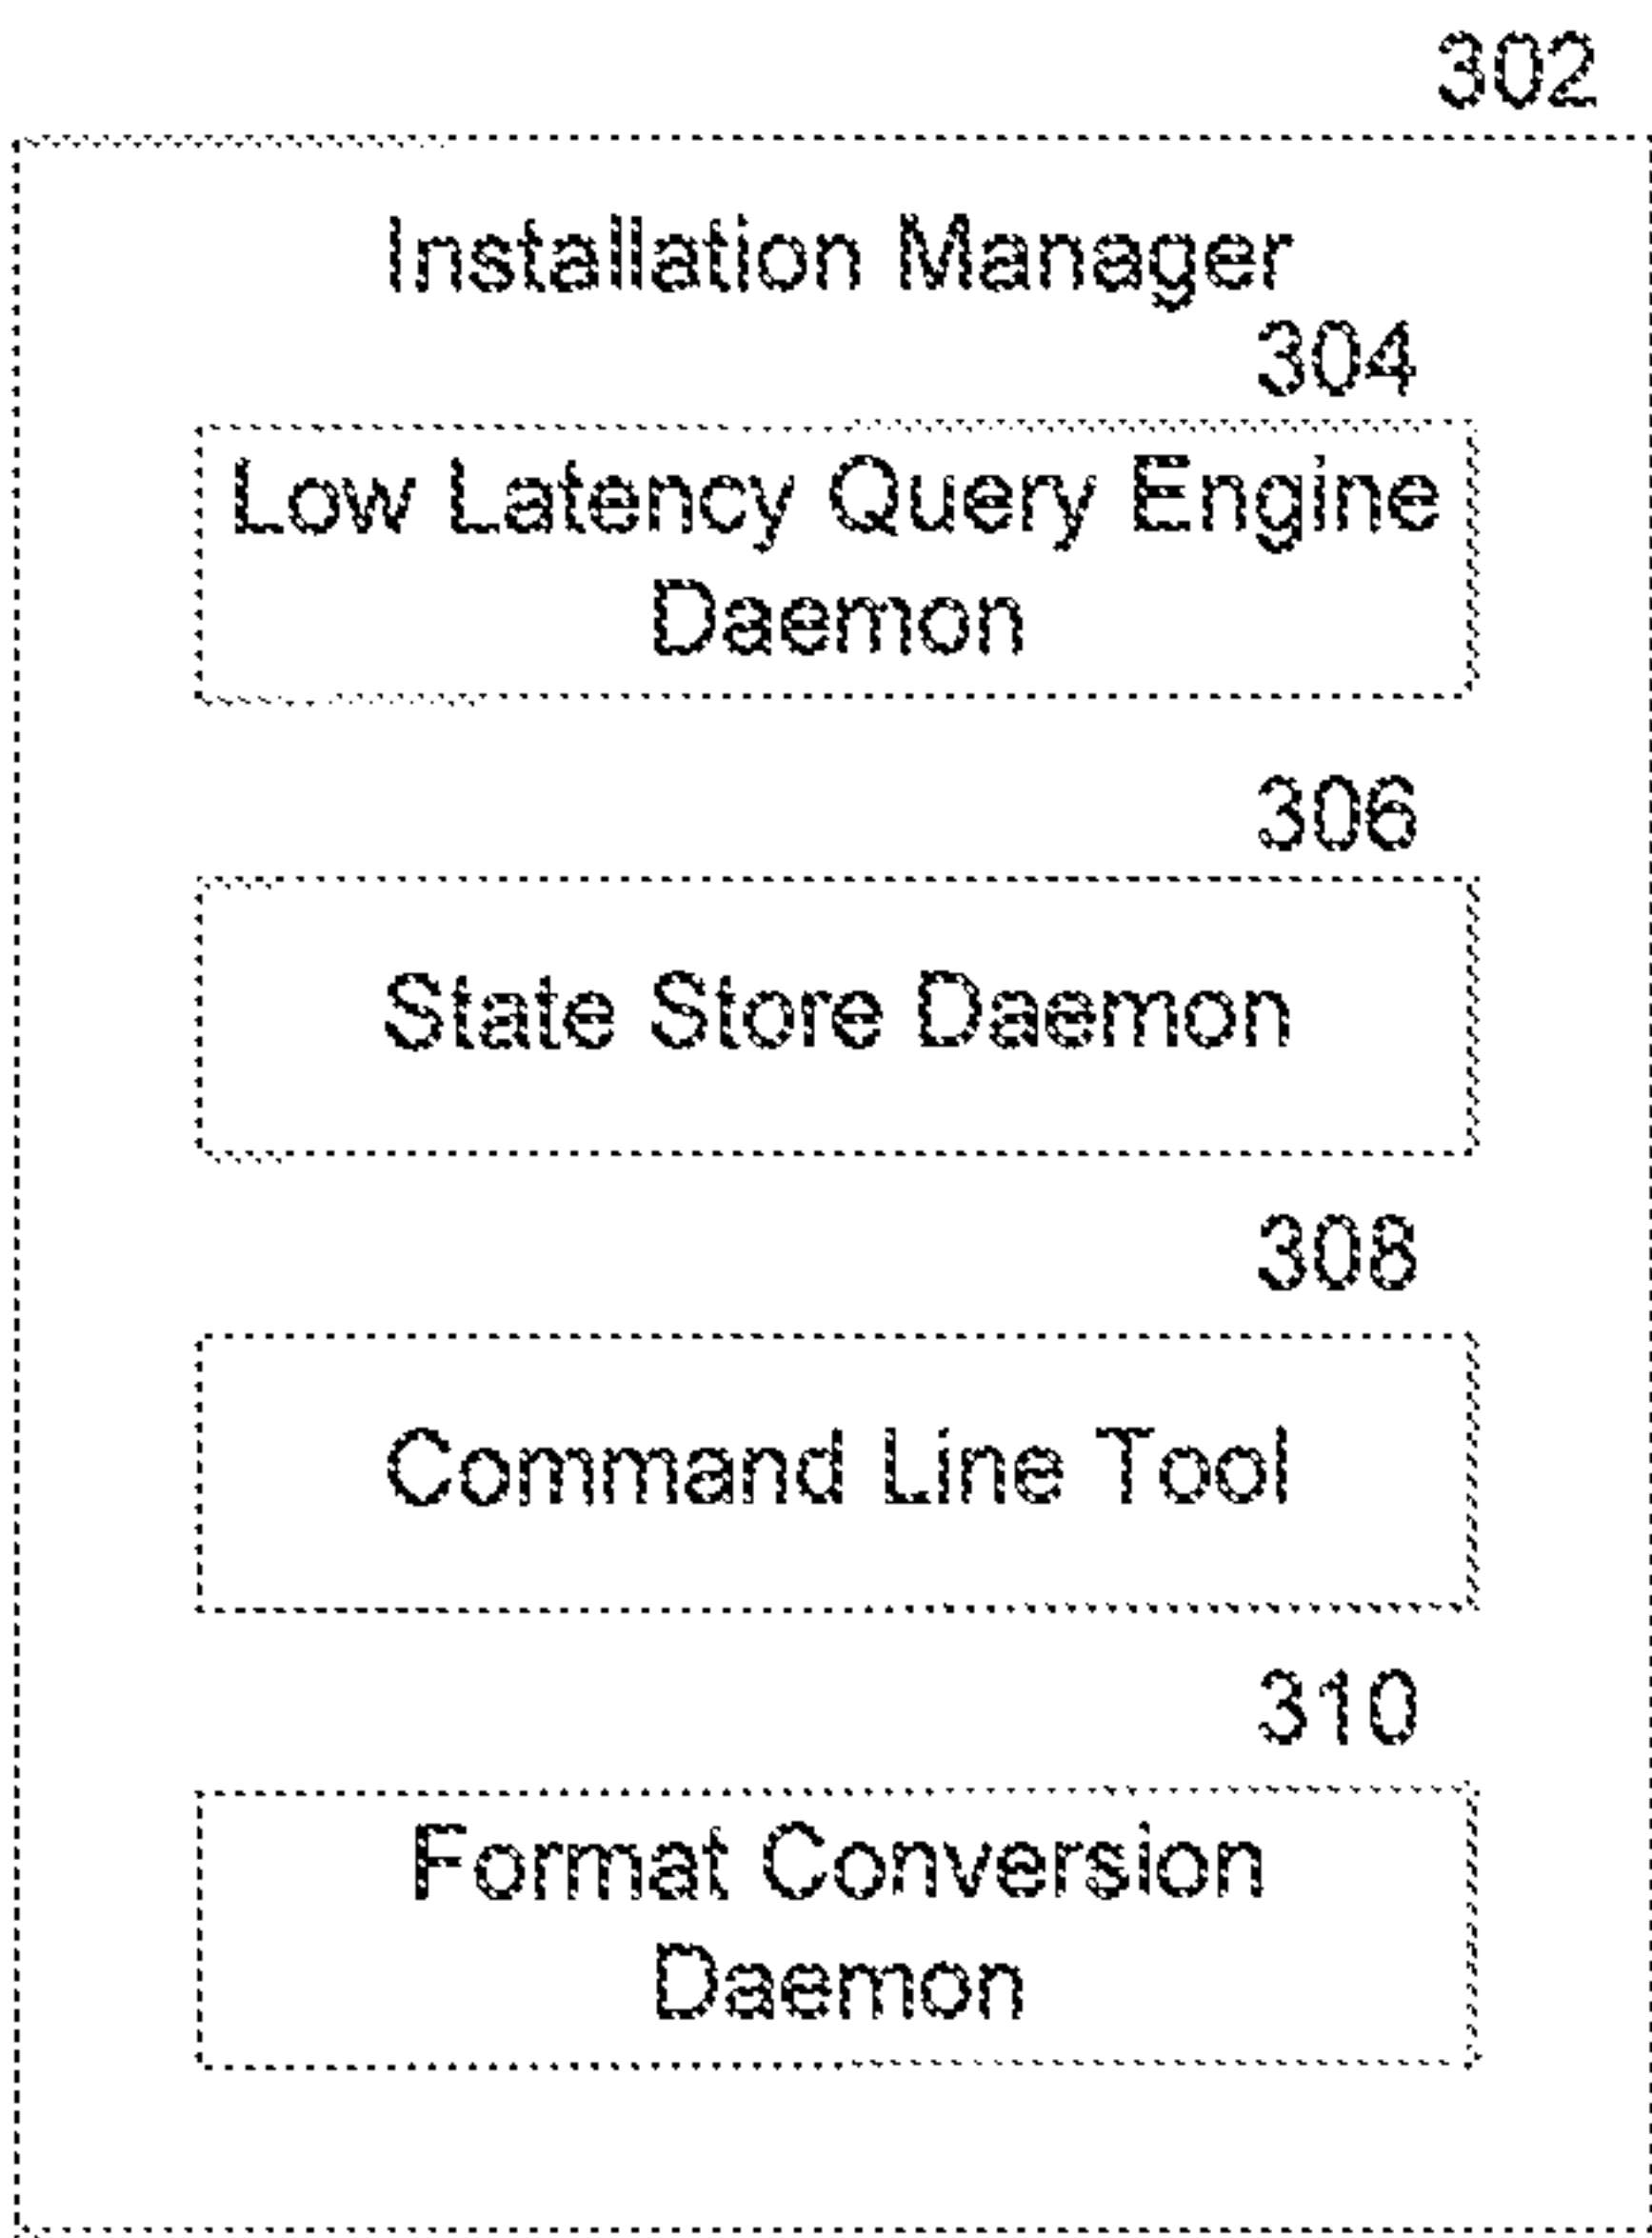 302
Installation Manager
304
Low Latency Query Engine
Daemon
306
State Store Daemon
308
Command Line Tool
310
Format Conversion
Daemon